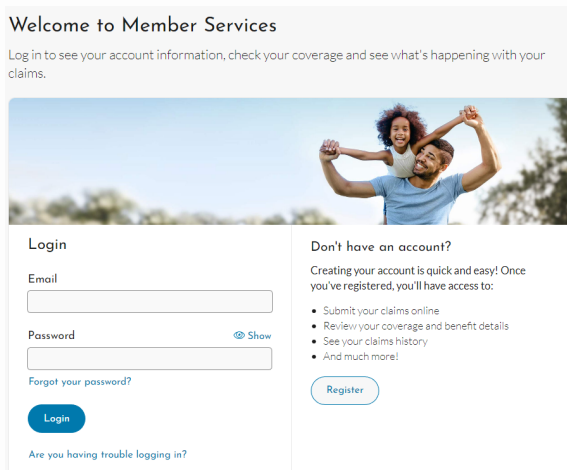 Welcome to Member Services
Log in to see your account information, check your coverage and see what's happening with your
claims.
Login
Email
Password
Show
Forgot your password?
Login
Are you having trouble logging in?
Don't have an account?
Creating your account is quick and easy! Once
you've registered, you'll have access to:
• Submit your claims online
• Review your coverage and benefit details
• See your claims history
• And much more!
Register